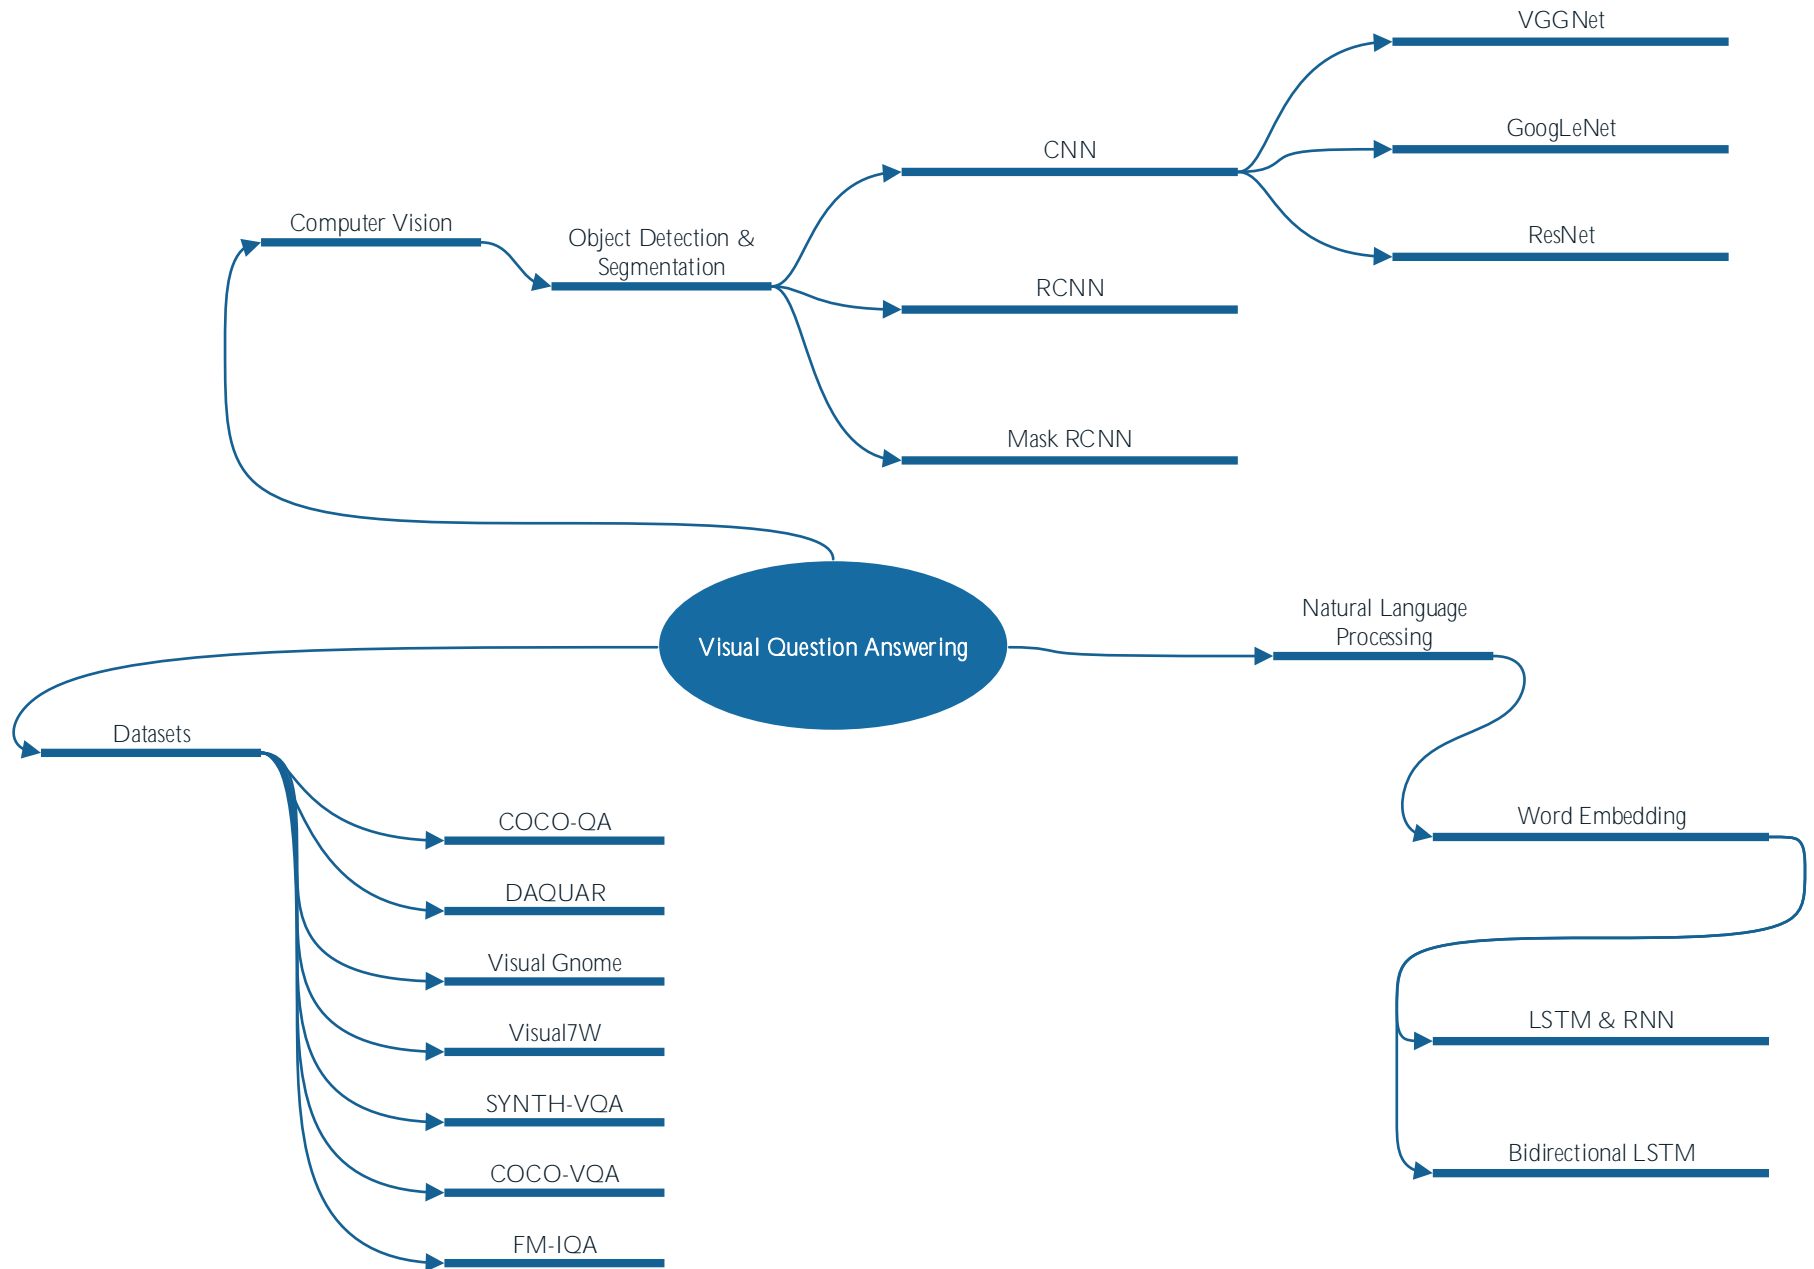 VGGNet
GoogLeNet
CNN
ResNet
Computer Vision
Object Detection &
Segmentation
RCNN
Mask RCNN
Visual Question Answering
Natural Language
Processing
Datasets
Word Embedding
COCO-QA
DAQUAR
Visual Gnome
Visual7W
SYNTH-VQA
COCO-VQA
FM-IQA
LSTM & RNN
Bidirectional LSTM